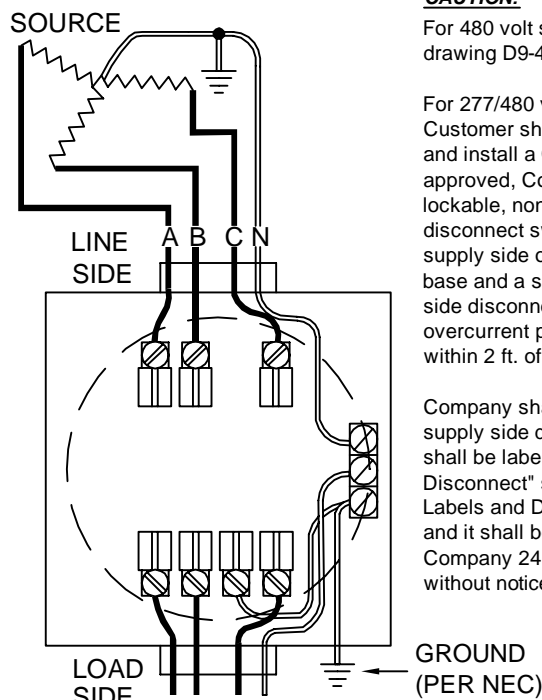 CAUTION:
SOURCE
For 480 volt s
drawing D9-4
For 277/480 v
Customer sh
and install a
approved, Co
lockable, non
disconnect sw
supply side o
base and a s
side disconne
overcurrent p
within 2 ft. of
Company sha
supply side d
shall be label
Disconnect" s
Labels and D
and it shall b
Company 24
without notice
LINE
SIDE
A B C N
LOAD
SIDE
GROUND
(PER NEC)